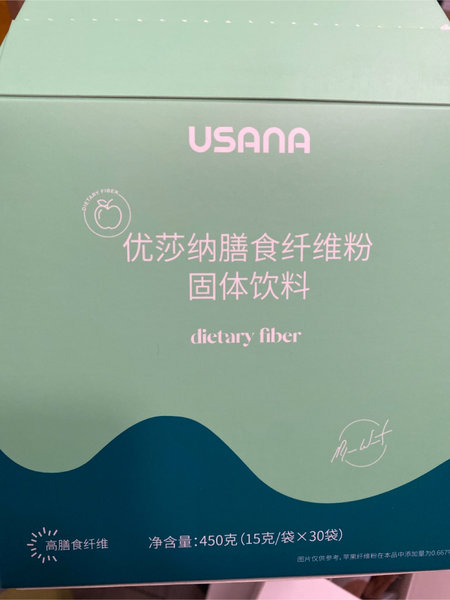 USANA
DIETARY FIBER
优莎纳膳食纤维粉
固体饮料
dietary fiber
高膳食纤维
净含量:450克(15克/袋×30袋)
图片仅供参考。苹果纤维粉在本品中添加量为0.667%